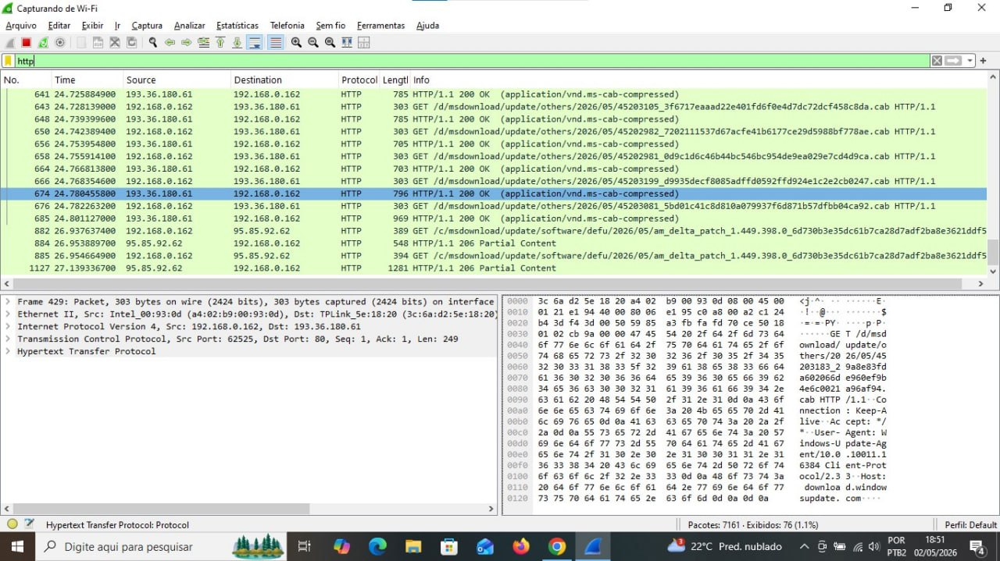 Capturando de Wi-Fi
Arquivo Editar Exibir Ir Captura Analizar Estatísticas Telefonia Sem fio Ferramentas Ajuda
http
No. Time Source Destination Protocol Lengtl Info
641 24.725884900 193.36.180.61 192.168.0.162 HTTP 785 HTTP/1.1 200 OK (application/vnd.ms-cab-compressed)
643 24.728139000 192.168.0.162 193.36.180.61 HTTP 303 GET /d/msdownload/update/others/2026/05/45203105_3f6717eaaad22e401fd6f0e4d7dc72dcf458c8da.cab HTTP/1.1
648 24.739399600 193.36.180.61 192.168.0.162 HTTP 785 HTTP/1.1 200 OK (application/vnd.ms-cab-compressed)
650 24.742389400 192.168.0.162 193.36.180.61 HTTP 303 GET /d/msdownload/update/others/2026/05/45202982_7202111537d67acfe41b6177ce29d5988bf778ae.cab HTTP/1.1
656 24.753954800 193.36.180.61 192.168.0.162 HTTP 705 HTTP/1.1 200 OK (application/vnd.ms-cab-compressed)
658 24.755914100 192.168.0.162 193.36.180.61 HTTP 303 GET /d/msdownload/update/others/2026/05/45202981_0d9c1d6c46b44bc546bc954de9ea029e7cd4d9ca.cab HTTP/1.1
664 24.766813800 193.36.180.61 192.168.0.162 HTTP 703 HTTP/1.1 200 OK (application/vnd.ms-cab-compressed)
666 24.768354000 192.168.0.162 193.36.180.61 HTTP 303 GET /d/msdownload/update/others/2026/05/45203199_d9935decf8085adffd0592ffd924e1c2e2cb0247.cab HTTP/1.1
674 24.780455800 193.36.180.61 192.168.0.162 HTTP 796 HTTP/1.1 200 OK (application/vnd.ms-cab-compressed)
676 24.782263200 192.168.0.162 193.36.180.61 HTTP 303 GET /d/msdownload/update/others/2026/05/45203081_5bd01c41c8d810a079937f6d871b57dfbb04ca92.cab HTTP/1.1
685 24.801127000 193.36.180.61 192.168.0.162 HTTP 969 HTTP/1.1 200 OK (application/vnd.ms-cab-compressed)
882 26.937637400 192.168.0.162 95.85.92.62 HTTP 389 GET /c/msdownload/update/software/defu/2026/05/am_delta_patch_1.449.398.0_6d730b3e35dc61b7ca28d7adf2ba8e3621ddf5
884 26.953889700 95.85.92.62 192.168.0.162 HTTP 548 HTTP/1.1 206 Partial Content
885 26.954664900 192.168.0.162 95.85.92.62 HTTP 394 GET /c/msdownload/update/software/defu/2026/05/am_delta_patch_1.449.398.0_6d730b3e35dc61b7ca28d7adf2ba8e3621ddf5
1127 27.139336700 95.85.92.62 192.168.0.162 HTTP 1281 HTTP/1.1 206 Partial Content
Frame 429: Packet, 303 bytes on wire (2424 bits), 303 bytes captured (2424 bits) on interface
Ethernet II, Src: Intel_00:93:0d (a4:02:b9:00:93:0d), Dst: TPLink_5e:18:20 (3c:6a:d2:5e:18:20)
Internet Protocol Version 4, Src: 192.168.0.162, Dst: 193.36.180.61
Transmission Control Protocol, Src Port: 62525, Dst Port: 80, Seq: 1, Ack: 1, Len: 249
Hypertext Transfer Protocol
0000 3c 6a d2 5e 18 20 a4 02 b9 00 93 0d 08 00 45 00 <j·^· ·· ······E·
0010 01 21 e1 94 40 00 80 06 e1 95 c0 a8 00 a2 c1 24 ·!··@··· ·······$
0020 b4 3d f4 3d 00 50 59 85 a3 fb fa fd 70 ce 50 18 ·=·=·PY· ····p·P·
0030 01 02 cb 9a 00 00 47 45 54 20 2f 64 2f 6d 73 64 ······GE T /d/msd
0040 6f 77 6e 6c 6f 61 64 2f 75 70 64 61 74 65 2f 6f ownload/ update/o
0050 74 68 65 72 73 2f 32 30 32 36 2f 30 35 2f 34 35 thers/20 26/05/45
0060 32 30 33 31 38 33 5f 32 39 61 38 65 38 33 66 64 203183_2 9a8e83fd
0070 61 36 30 32 30 36 36 64 65 39 36 30 65 66 39 62 a602066d e960ef9b
0080 34 65 36 63 30 30 32 31 61 39 36 61 66 39 34 2e 4e6c0021 a96af94.
0090 63 61 62 20 48 54 54 50 2f 31 2e 31 0d 0a 43 6f cab HTTP /1.1··Co
00a0 6e 6e 65 63 74 69 6f 6e 3a 20 4b 65 65 70 2d 41 nnection : Keep-A
00b0 6c 69 76 65 0d 0a 41 63 63 65 70 74 3a 20 2a 2f live··Ac cept: */
00c0 2a 0d 0a 55 73 65 72 2d 41 67 65 6e 74 3a 20 57 *··User- Agent: W
00d0 69 6e 64 6f 77 73 2d 55 70 64 61 74 65 2d 41 67 indows-U pdate-Ag
00e0 65 6e 74 2f 31 30 2e 30 2e 31 30 30 31 31 2e 31 ent/10.0 .10011.1
00f0 36 33 38 34 20 43 6c 69 65 6e 74 2d 50 72 6f 74 6384 Cli ent-Prot
0100 6f 63 6f 6c 2f 32 2e 33 33 0d 0a 48 6f 73 74 3a ocol/2.3 3··Host:
0110 20 64 6f 77 6e 6c 6f 61 64 2e 77 69 6e 64 6f 77 downloa d.window
0120 73 75 70 64 61 74 65 2e 63 6f 6d 0d 0a 0d 0a supdate. com····
Hypertext Transfer Protocol: Protocol Pacotes: 7161 · Exibidos: 76 (1.1%) Perfil: Default
Digite aqui para pesquisar 3 22°C Pred. nublado POR PTB2 18:51 02/05/2026 4